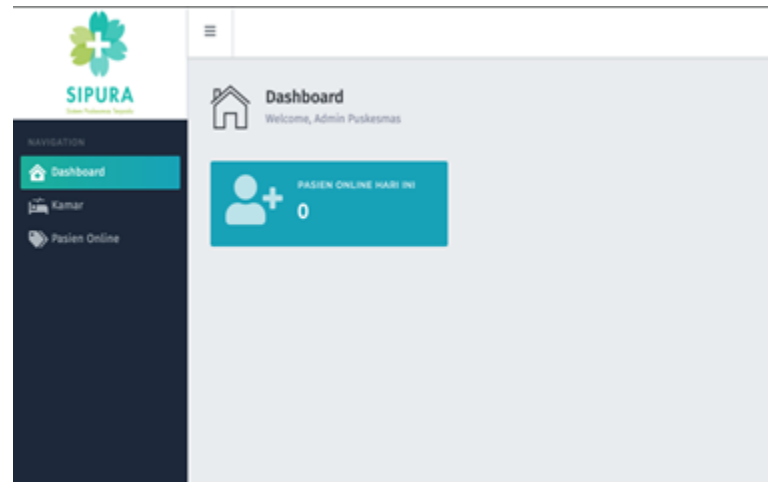 SIPURA
NAVIGATION
Dashboard
Kamar
Pasien Online
Dashboard
Welcome, Admin Puskesmas
PASIEN ONLINE HARI INI
0